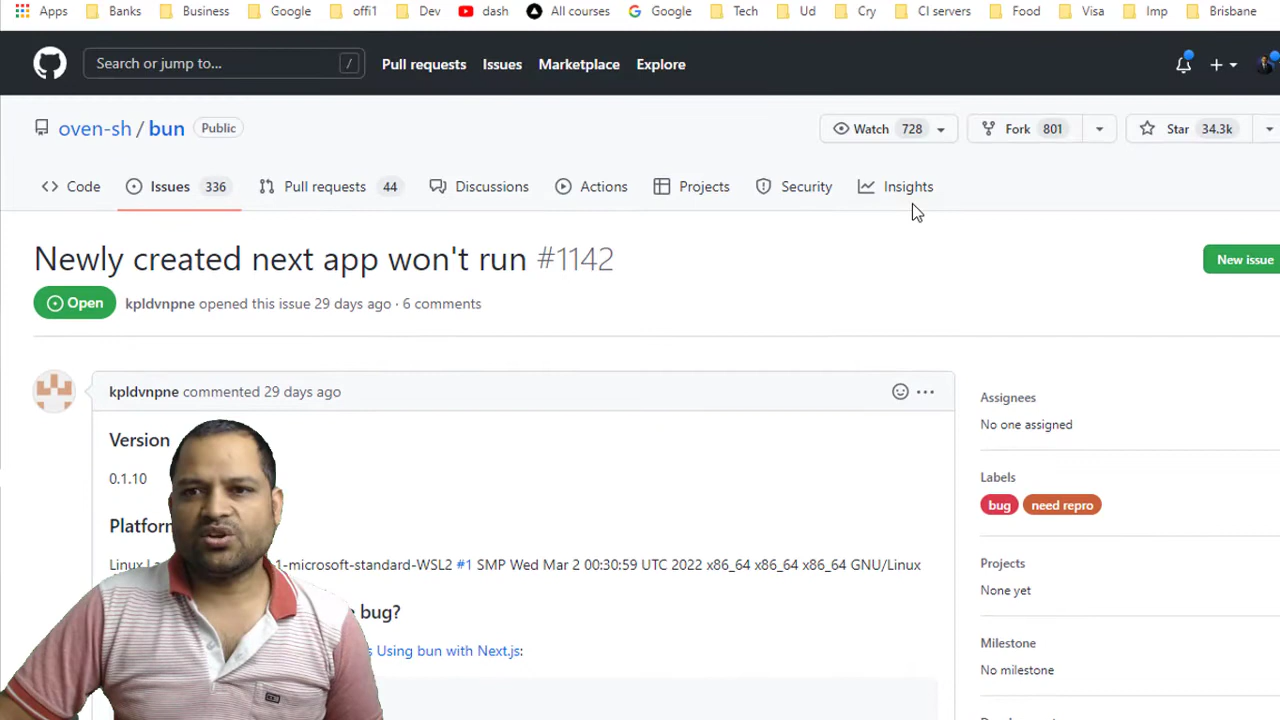 Apps Banks Business Google offi1 Dev dash All courses Google Tech Ud Cry CI servers Food Visa Imp Brisbane
Search or jump to... / Pull requests Issues Marketplace Explore
oven-sh / bun Public Watch 728 Fork 801 Star 34.3k
Code Issues 336 Pull requests 44 Discussions Actions Projects Security Insights
Newly created next app won't run #1142
New issue
Open kpldvnpne opened this issue 29 days ago · 6 comments
kpldvnpne commented 29 days ago
Version
0.1.10
Platform
Linux 1-microsoft-standard-WSL2 #1 SMP Wed Mar 2 00:30:59 UTC 2022 x86_64 x86_64 x86_64 GNU/Linux
bug?
Using bun with Next.js:
Assignees
No one assigned
Labels
bug need repro
Projects
None yet
Milestone
No milestone